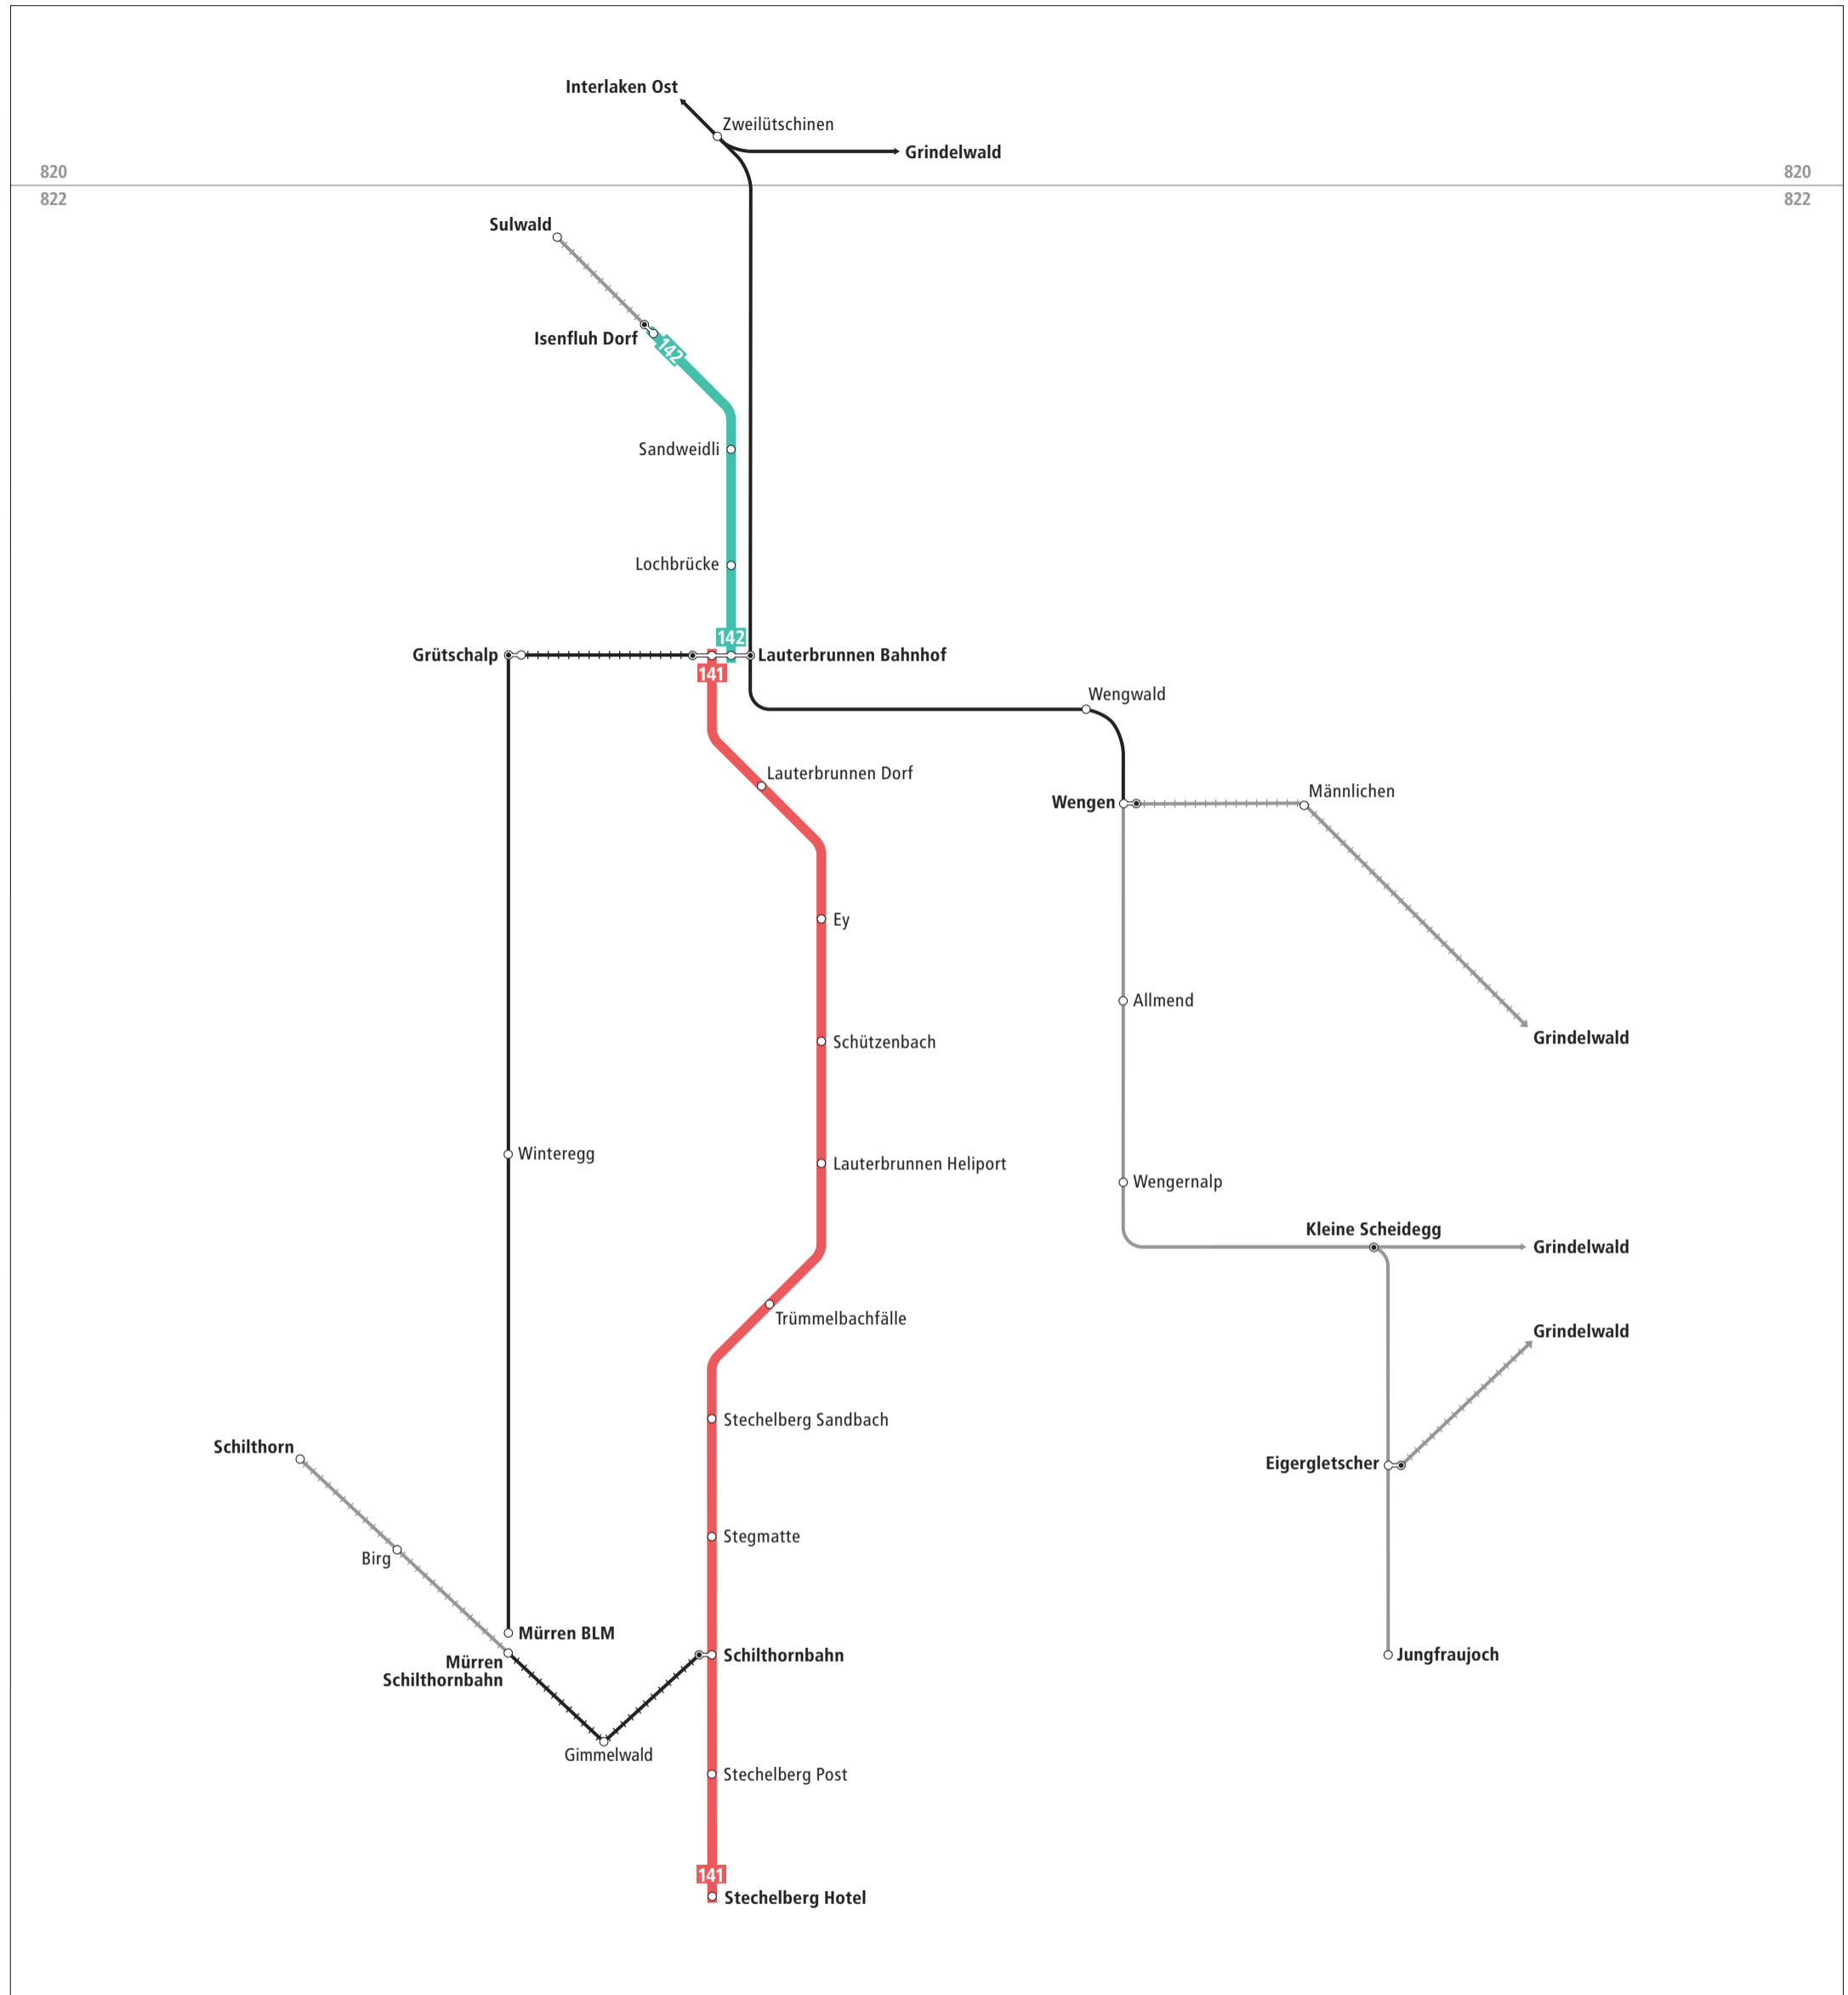 Interlaken Ost
Zweilütschinen
Grindelwald
820
820
822
822
Sulwald
Isenfluh Dorf
142
Sandweidli
Lochbrücke
142
Grütschalp
Lauterbrunnen Bahnhof
141
Wengwald
Lauterbrunnen Dorf
Männlichen
Wengen
Ey
Allmend
Grindelwald
Schützenbach
Winteregg
Lauterbrunnen Heliport
Wengernalp
Kleine Scheidegg
Grindelwald
Trümmelbachfälle
Grindelwald
Stechelberg Sandbach
Schilthorn
Eigergletscher
Stegmatte
Birg
Mürren BLM
Schilthornbahn
Jungfraujoch
Mürren
Schilthornbahn
Gimmelwald
Stechelberg Post
141
Stechelberg Hotel